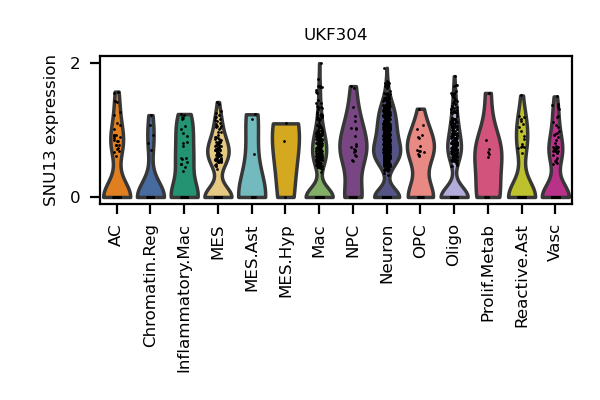 UKF304
SNU13 expression
2
0
AC
Chromatin.Reg
Inflammatory.Mac
MES
MES.Ast
MES.Hyp
Mac
NPC
Neuron
OPC
Oligo
Prolif.Metab
Reactive.Ast
Vasc